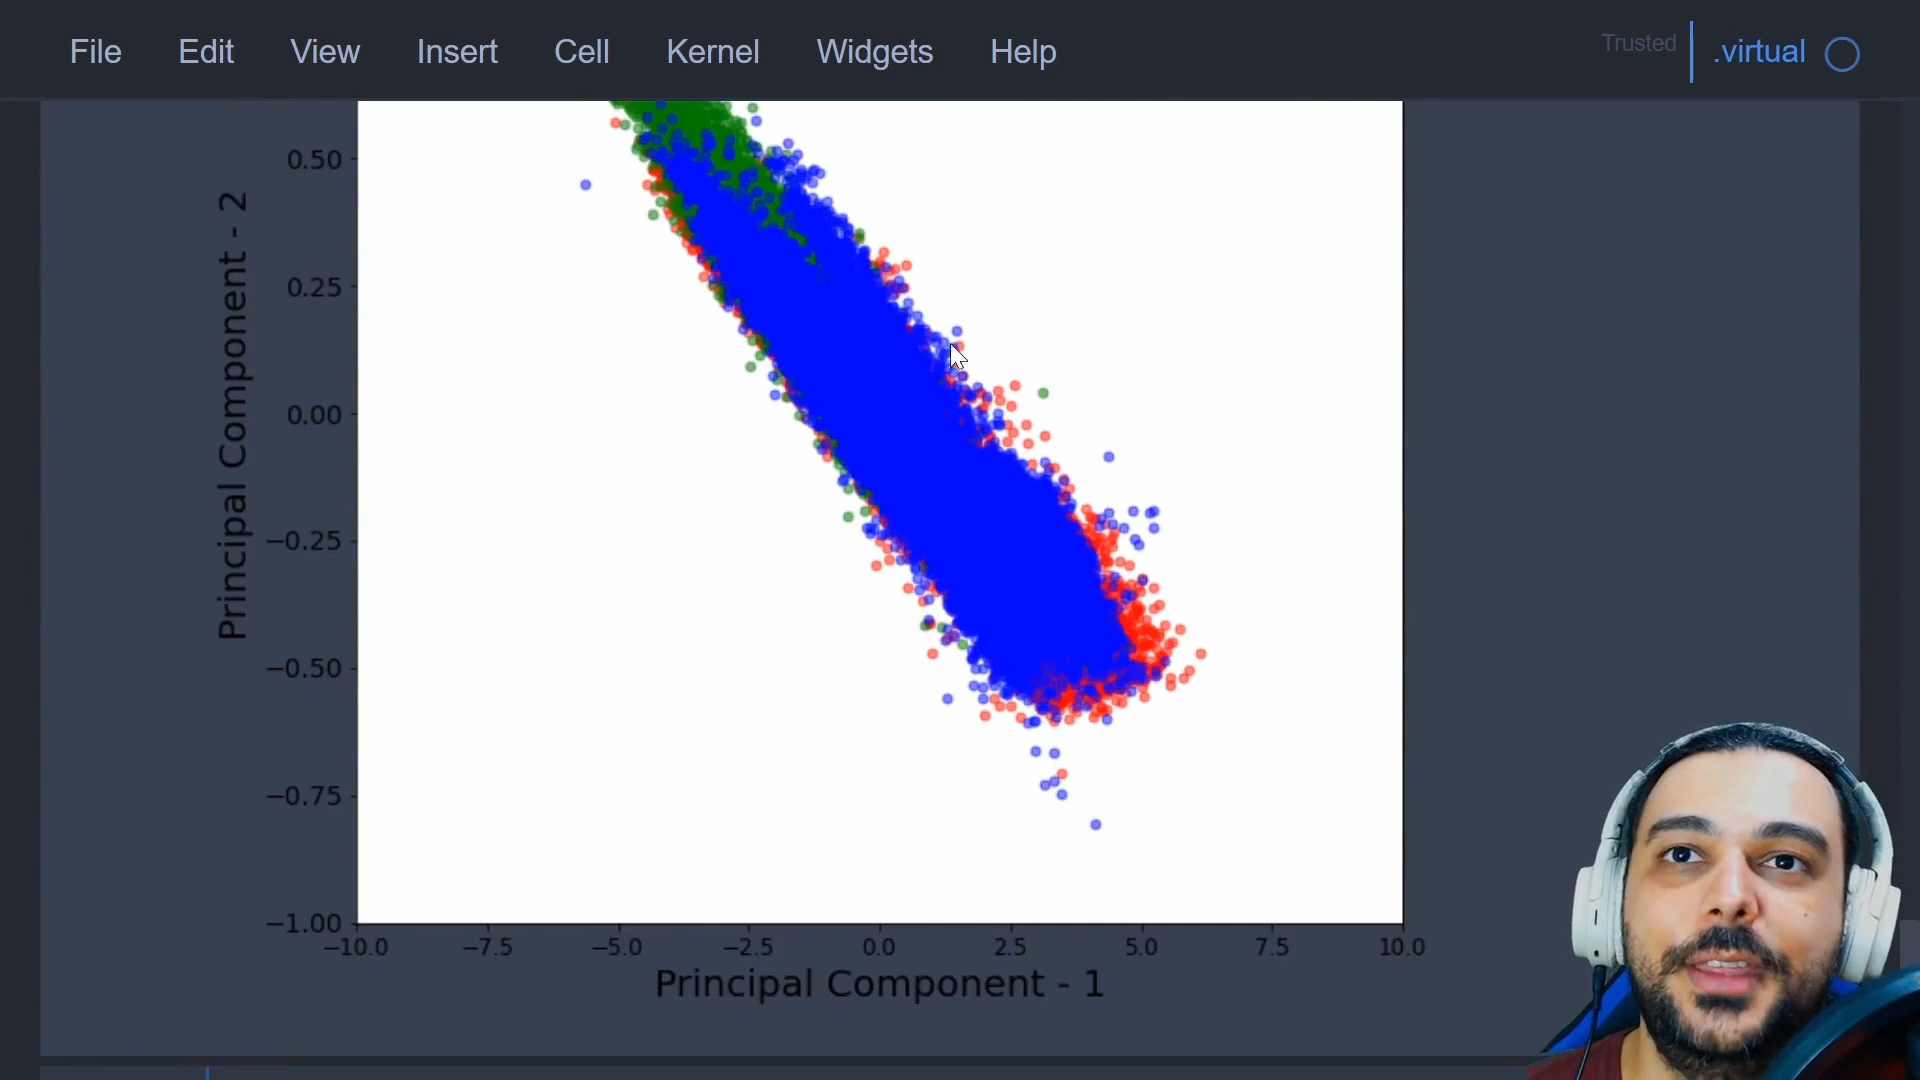 File Edit View Insert Cell Kernel Widgets Help Trusted .virtual
0.50
0.25
0.00
−0.25
−0.50
−0.75
−1.00
Principal Component - 2
−10.0 −7.5 −5.0 −2.5 0.0 2.5 5.0 7.5 10.0
Principal Component - 1